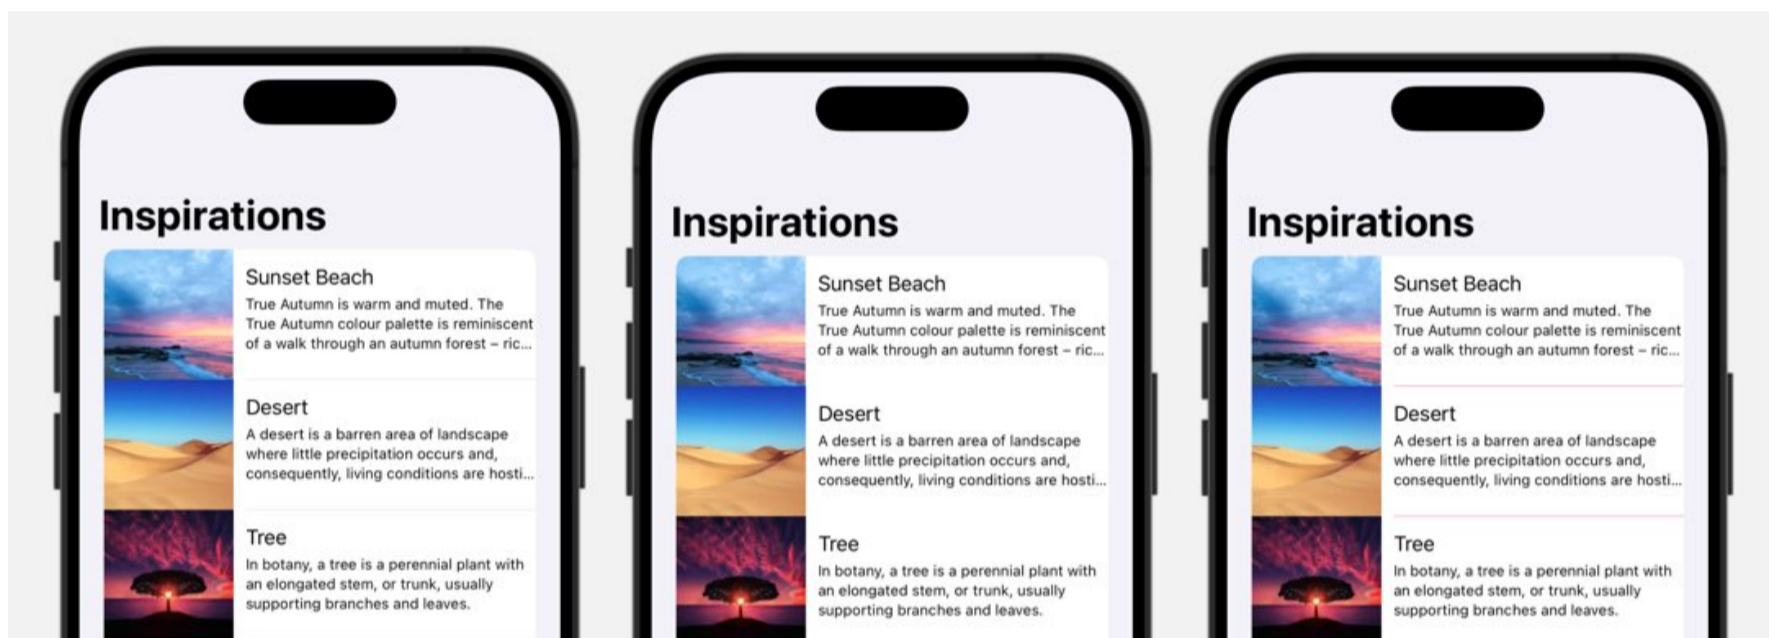 Inspirations
Sunset Beach
True Autumn is warm and muted. The
True Autumn colour palette is reminiscent
of a walk through an autumn forest – ric...
Desert
A desert is a barren area of landscape
where little precipitation occurs and,
consequently, living conditions are hosti...
Tree
In botany, a tree is a perennial plant with
an elongated stem, or trunk, usually
supporting branches and leaves.
Inspirations
Sunset Beach
True Autumn is warm and muted. The
True Autumn colour palette is reminiscent
of a walk through an autumn forest – ric...
Desert
A desert is a barren area of landscape
where little precipitation occurs and,
consequently, living conditions are hosti...
Tree
In botany, a tree is a perennial plant with
an elongated stem, or trunk, usually
supporting branches and leaves.
Inspirations
Sunset Beach
True Autumn is warm and muted. The
True Autumn colour palette is reminiscent
of a walk through an autumn forest – ric...
Desert
A desert is a barren area of landscape
where little precipitation occurs and,
consequently, living conditions are hosti...
Tree
In botany, a tree is a perennial plant with
an elongated stem, or trunk, usually
supporting branches and leaves.